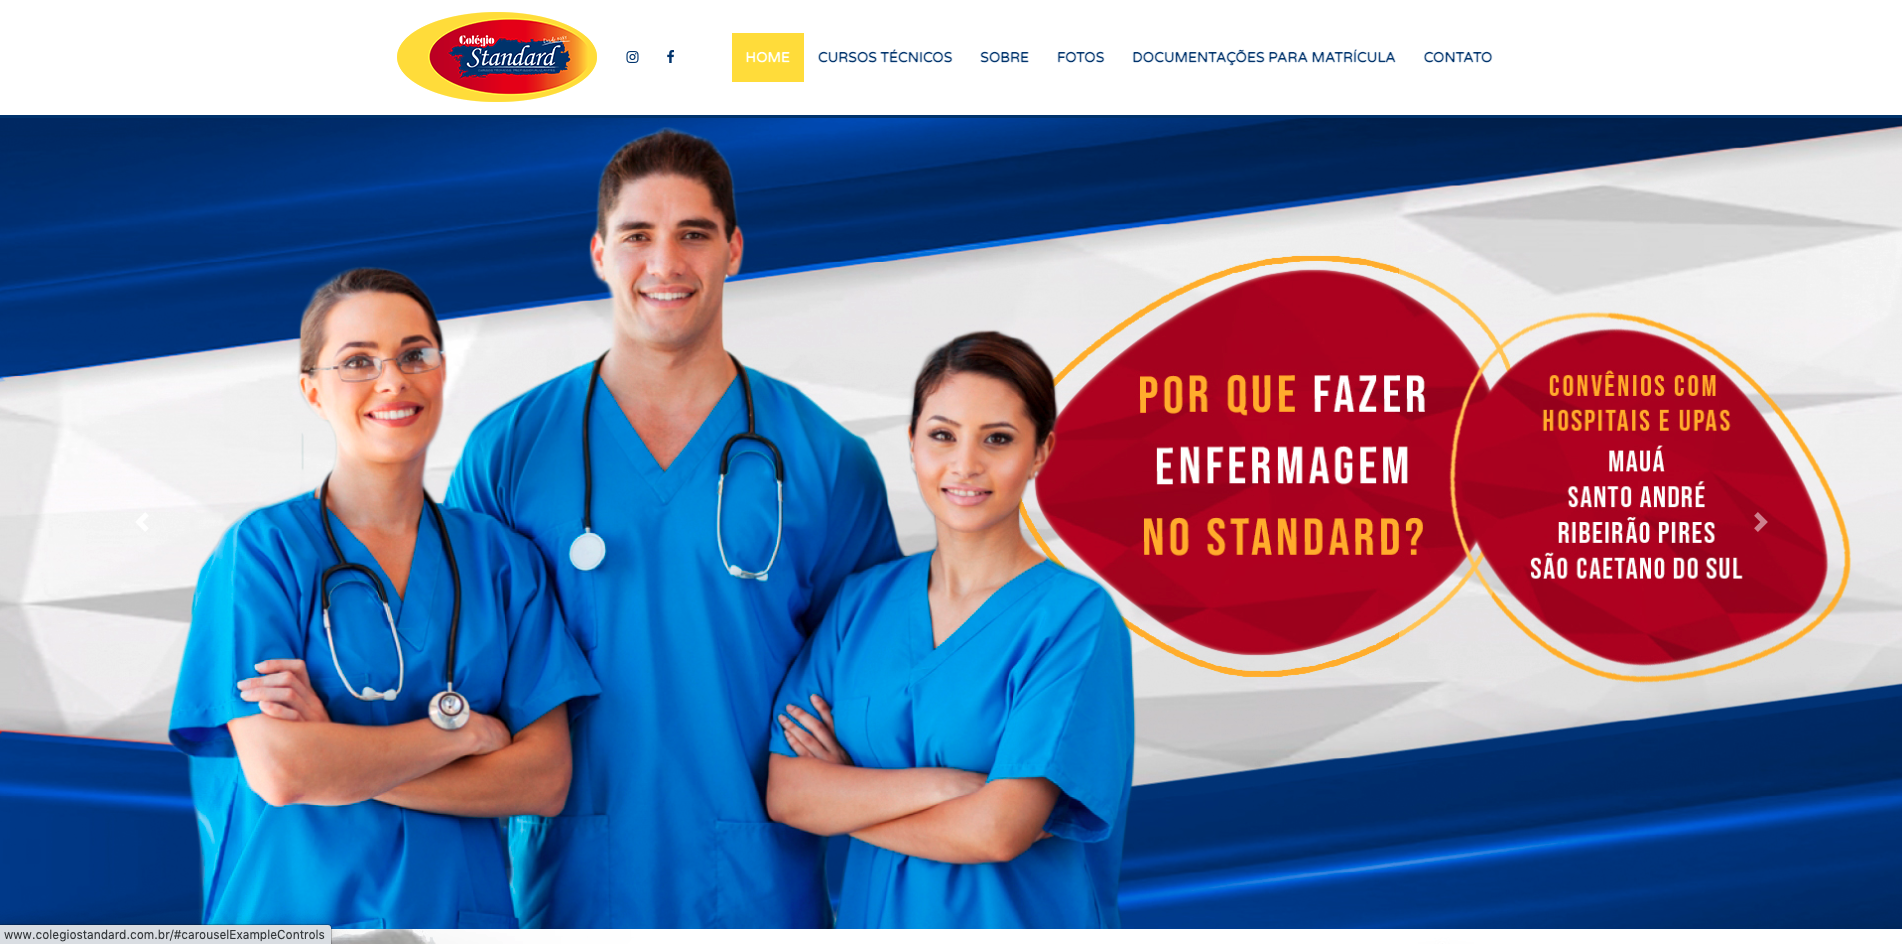 Colégio
Standard
HOME
CURSOS TÉCNICOS
SOBRE
FOTOS
DOCUMENTAÇÕES PARA MATRÍCULA
CONTATO
POR QUE FAZER
ENFERMAGEM
NO STANDARD?
CONVÊNIOS COM
HOSPITAIS E UPAS
MAUÁ
SANTO ANDRÉ
RIBEIRÃO PIRES
SÃO CAETANO DO SUL
www.colegiostandard.com.br/#carouselExampleControls